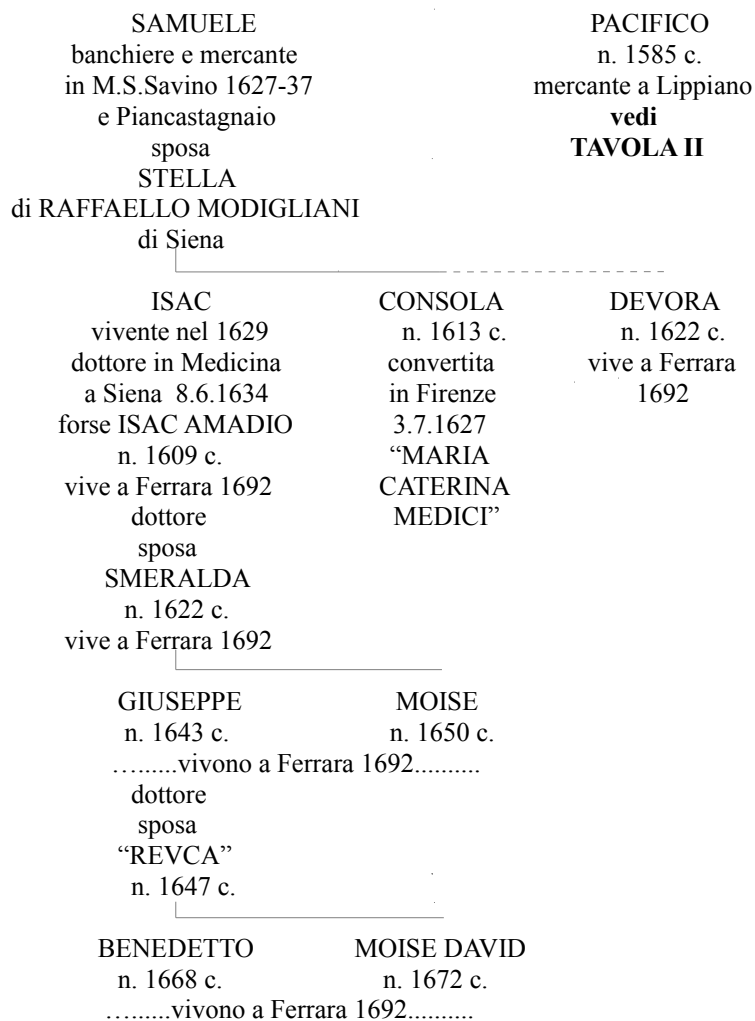 SAMUELE
banchiere e mercante
in M.S.Savino 1627-37
e Piancastagnaio
sposa
STELLA
di RAFFAELLO MODIGLIANI
di Siena
PACIFICO
n. 1585 c.
mercante a Lippiano
vedi
TAVOLA II
ISAC
vivente nel 1629
dottore in Medicina
a Siena 8.6.1634
forse ISAC AMADIO
n. 1609 c.
vive a Ferrara 1692
dottore
sposa
SMERALDA
n. 1622 c.
vive a Ferrara 1692
CONSOLA
n. 1613 c.
convertita
in Firenze
3.7.1627
“MARIA
CATERINA
MEDICI”
DEVORA
n. 1622 c.
vive a Ferrara
1692
GIUSEPPE
n. 1643 c.
MOISE
n. 1650 c.
….......vivono a Ferrara 1692..........
dottore
sposa
“REVCA”
n. 1647 c.
BENEDETTO
n. 1668 c.
MOISE DAVID
n. 1672 c.
….......vivono a Ferrara 1692..........